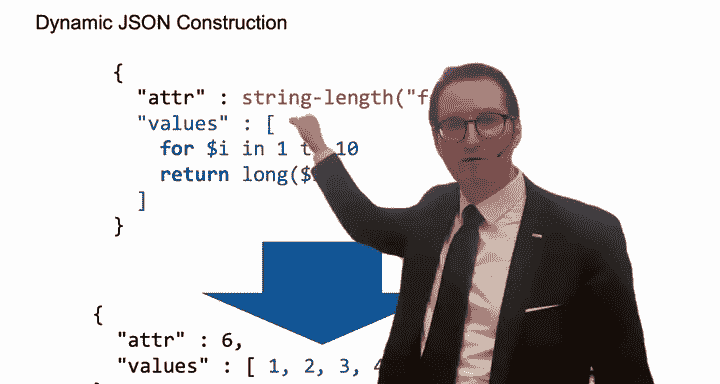 Dynamic JSON Construction
{
"attr" : string-length("f
"values" : [
for $i in 1 t 10
return long($
]
}
{
"attr" : 6,
"values" : [ 1, 2, 3, 4